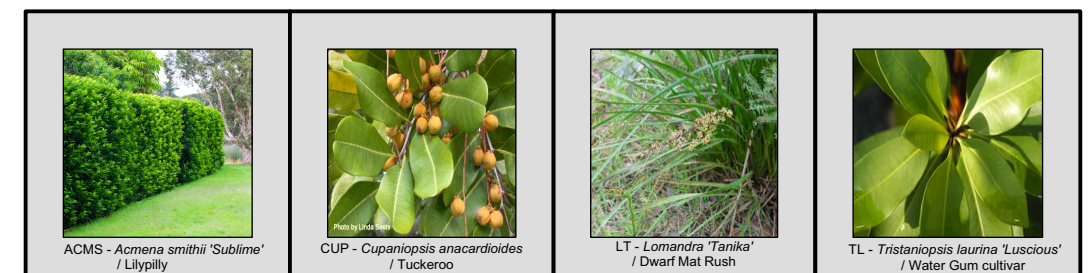 Photo by Linda Saals
ACMS - Acmena smithii 'Sublime'
/ Lilypilly
CUP - Cupaniopsis anacardioides
/ Tuckeroo
LT - Lomandra 'Tanika'
/ Dwarf Mat Rush
TL - Tristaniopsis laurina 'Luscious'
/ Water Gum cultivar